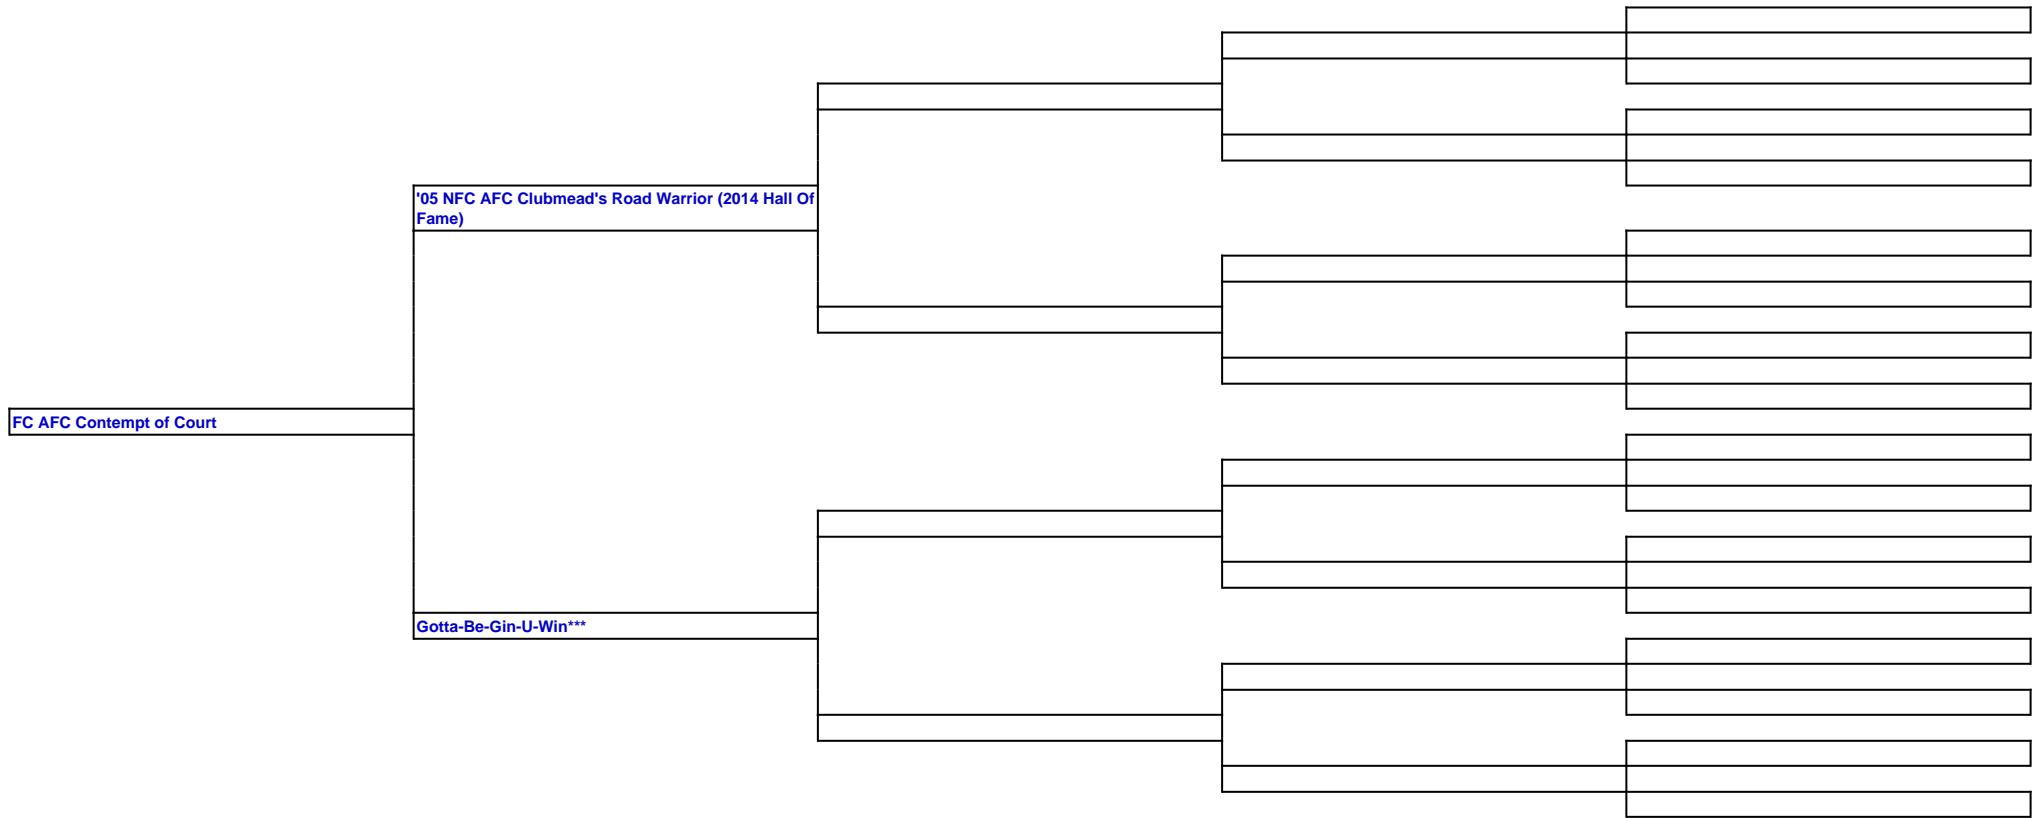 '05 NFC AFC Clubmead's Road Warrior (2014 Hall Of
Fame)
FC AFC Contempt of Court
Gotta-Be-Gin-U-Win***